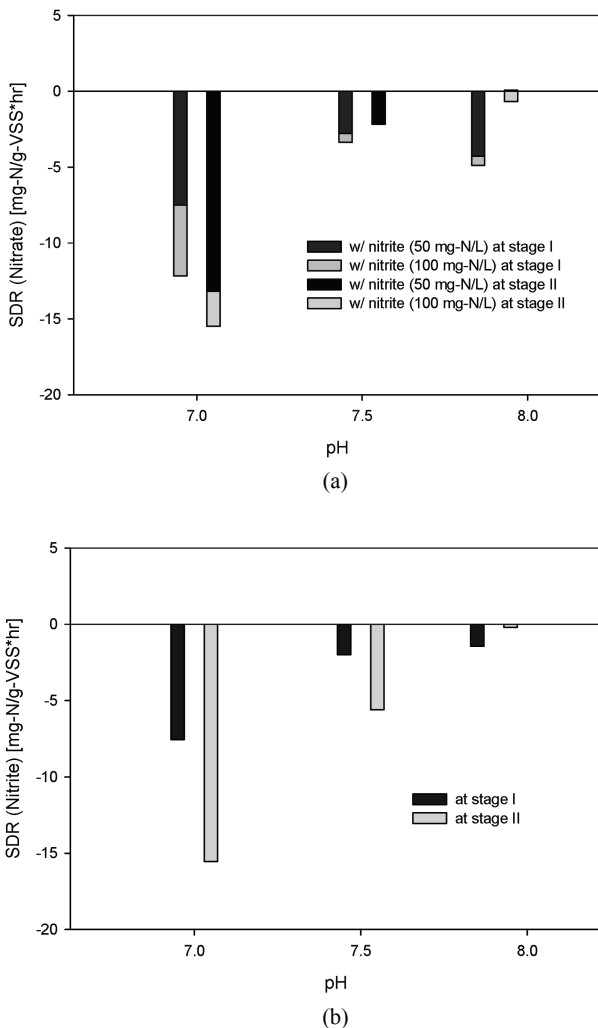 5
0
-5
-10
-15
-20
SDR (Nitrate) [mg-N/g-VSS*hr]
w/ nitrite (50 mg-N/L) at stage I
w/ nitrite (100 mg-N/L) at stage I
w/ nitrite (50 mg-N/L) at stage II
w/ nitrite (100 mg-N/L) at stage II
7.0 7.5 8.0
pH
(a)
5
0
-5
-10
-15
-20
SDR (Nitrite) [mg-N/g-VSS*hr]
at stage I
at stage II
7.0 7.5 8.0
pH
(b)